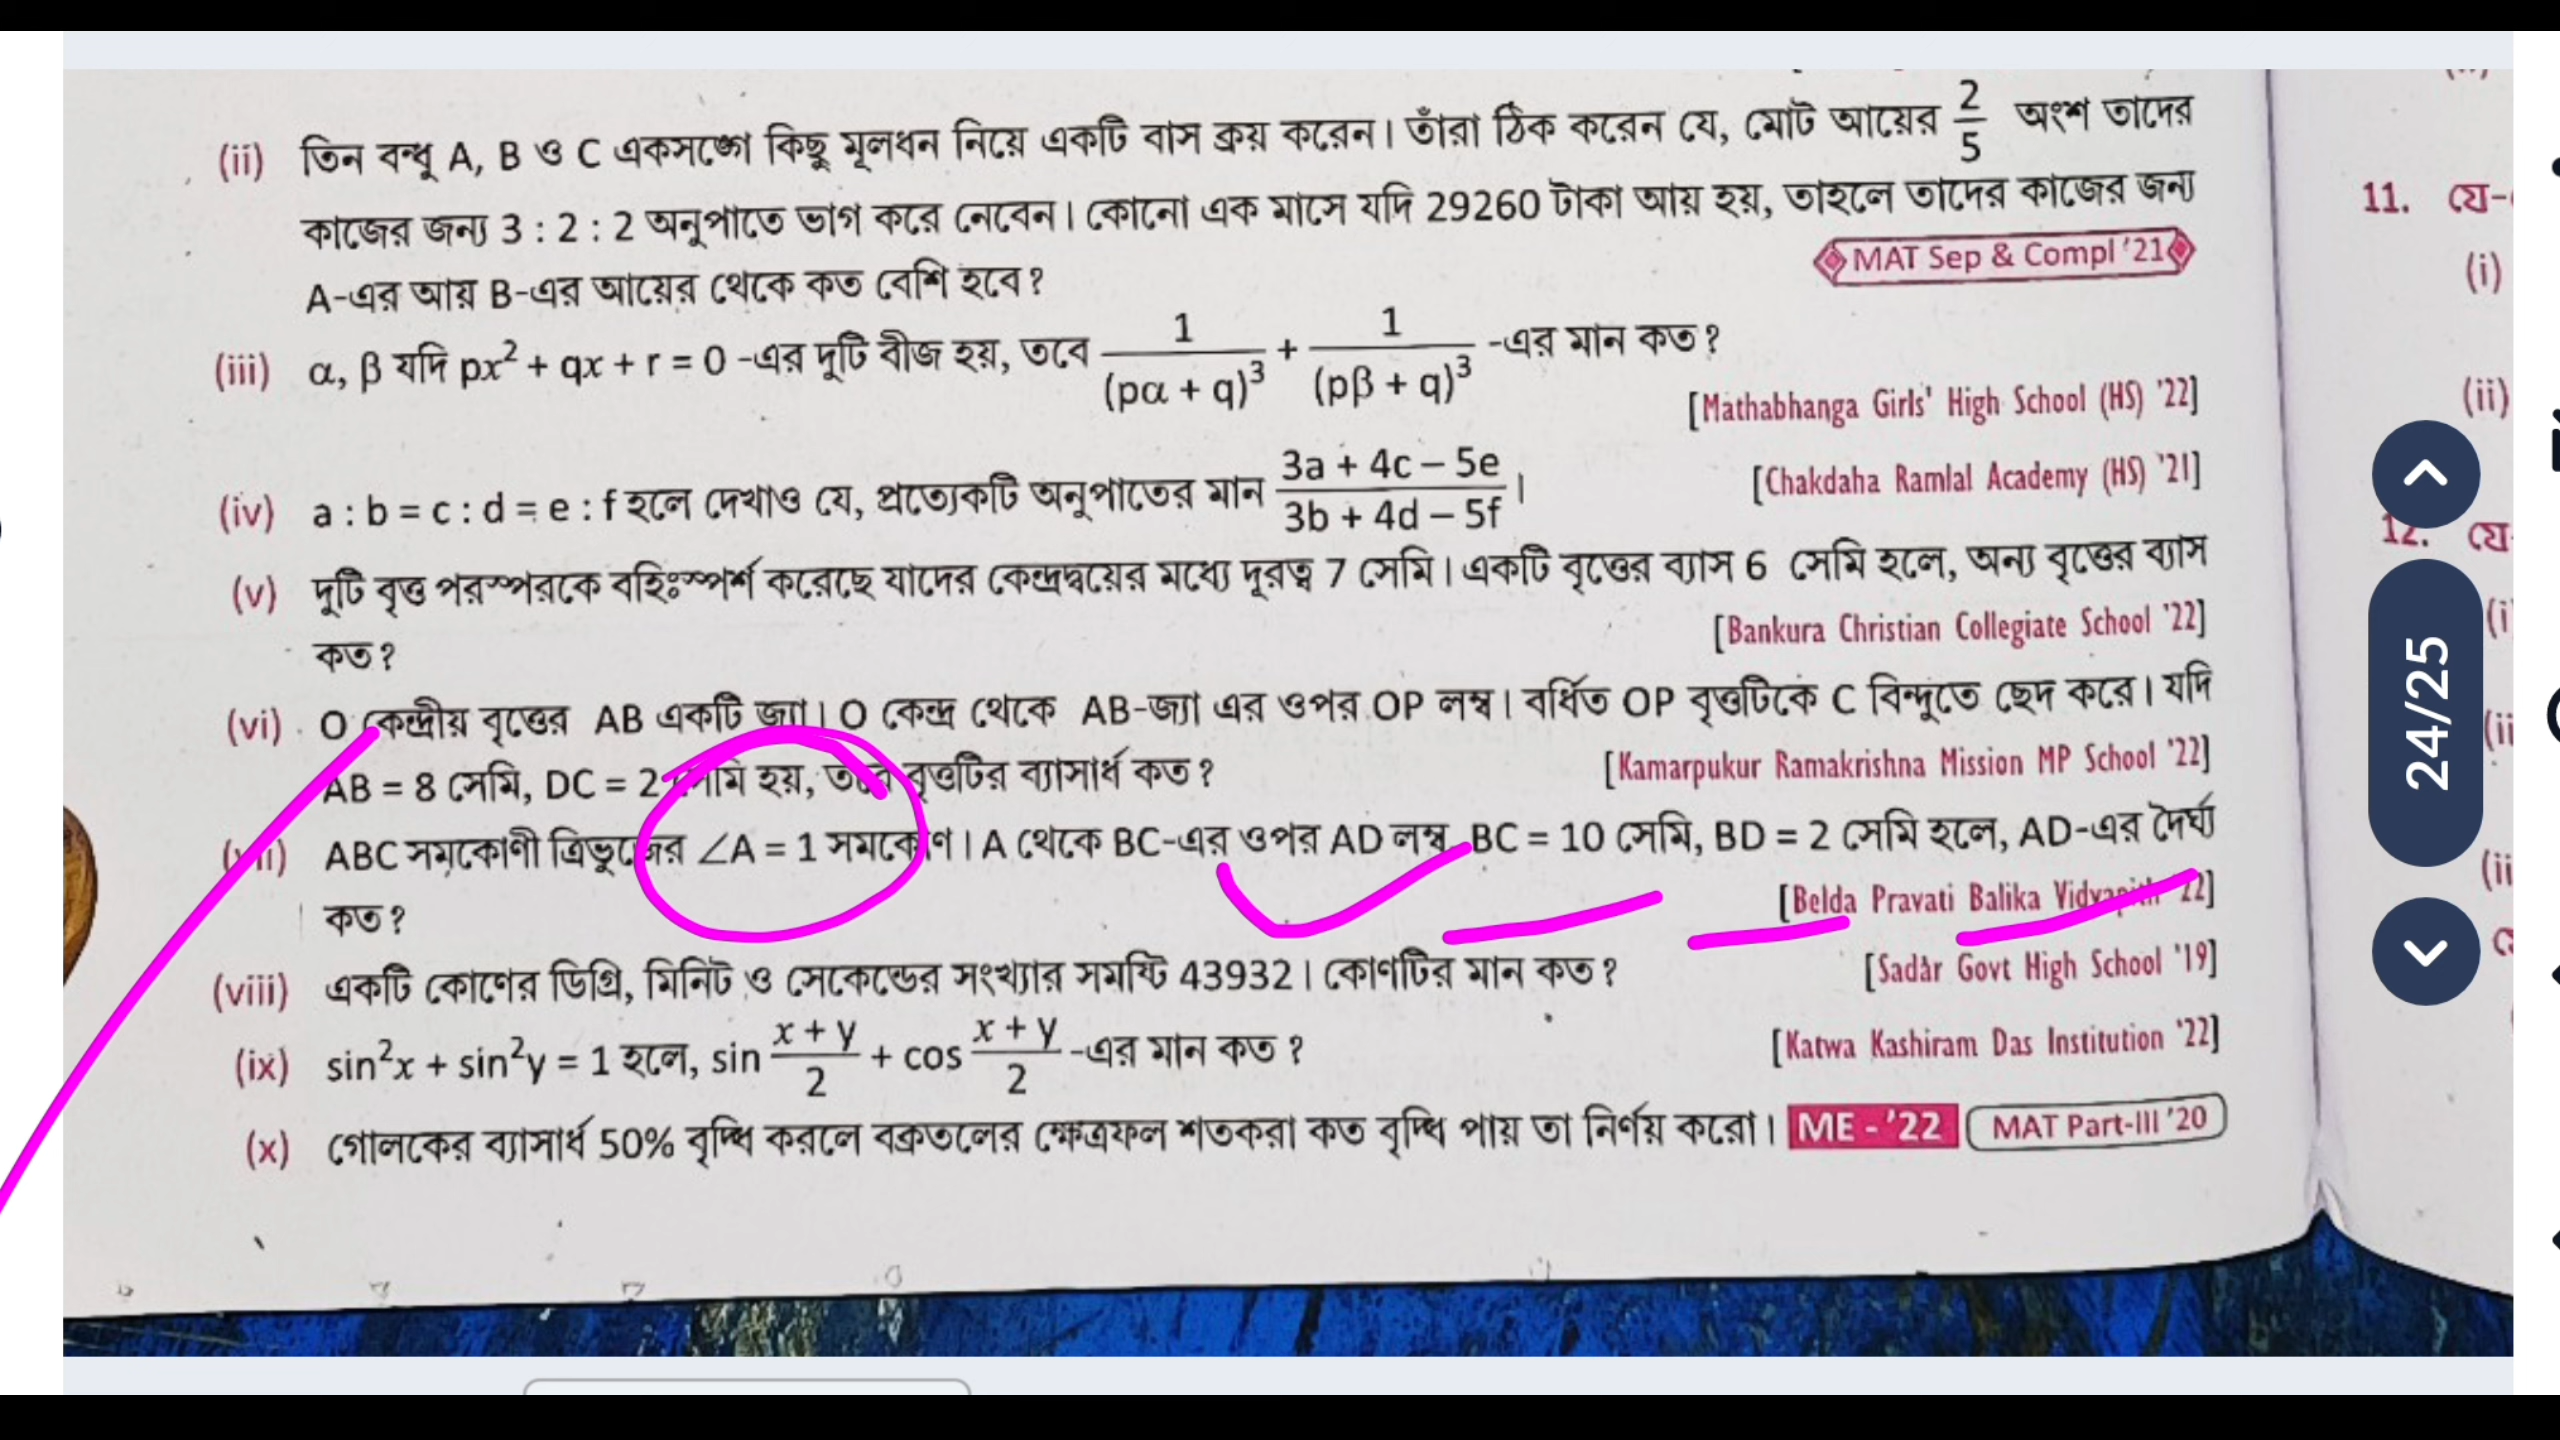 (ii) তিন বন্ধু A, B ও C একসঙ্গে কিছু মূলধন নিয়ে একটি বাস ক্রয় করেন। তাঁরা ঠিক করেন যে, মোট আয়ের 2/5 অংশ তাদের
কাজের জন্য 3 : 2 : 2 অনুপাতে ভাগ করে নেবেন। কোনো এক মাসে যদি 29260 টাকা আয় হয়, তাহলে তাদের কাজের জন্য
A-এর আয় B-এর আয়ের থেকে কত বেশি হবে? MAT Sep & Compl '21
(iii) α, β যদি px² + qx + r = 0 -এর দুটি বীজ হয়, তবে 1/(pα + q)³ + 1/(pβ + q)³ -এর মান কত?
[Mathabhanga Girls' High School (HS) '22]
(iv) a : b = c : d = e : f হলে দেখাও যে, প্রত্যেকটি অনুপাতের মান (3a + 4c – 5e)/(3b + 4d – 5f)। [Chakdaha Ramlal Academy (HS) '21]
(v) দুটি বৃত্ত পরস্পরকে বহিঃস্পর্শ করেছে যাদের কেন্দ্রদ্বয়ের মধ্যে দূরত্ব 7 সেমি। একটি বৃত্তের ব্যাস 6 সেমি হলে, অন্য বৃত্তের ব্যাস
কত? [Bankura Christian Collegiate School '22]
(vi) O কেন্দ্রীয় বৃত্তের AB একটি জ্যা। O কেন্দ্র থেকে AB-জ্যা এর ওপর OP লম্ব। বর্ধিত OP বৃত্তটিকে C বিন্দুতে ছেদ করে। যদি
AB = 8 সেমি, DC = 2 সেমি হয়, তবে বৃত্তটির ব্যাসার্ধ কত? [Kamarpukur Ramakrishna Mission MP School '22]
(vii) ABC সমকোণী ত্রিভুজের ∠A = 1 সমকোণ। A থেকে BC-এর ওপর AD লম্ব, BC = 10 সেমি, BD = 2 সেমি হলে, AD-এর দৈর্ঘ্য
কত? [Belda Pravati Balika Vidyapith '22]
(viii) একটি কোণের ডিগ্রি, মিনিট ও সেকেন্ডের সংখ্যার সমষ্টি 43932। কোণটির মান কত? [Sadar Govt High School '19]
(ix) sin²x + sin²y = 1 হলে, sin (x + y)/2 + cos (x + y)/2 -এর মান কত? [Katwa Kashiram Das Institution '22]
(x) গোলকের ব্যাসার্ধ 50% বৃদ্ধি করলে বক্রতলের ক্ষেত্রফল শতকরা কত বৃদ্ধি পায় তা নির্ণয় করো। ME - '22 MAT Part-III '20
11. যে-
(i)
(ii)
12. যে
24/25